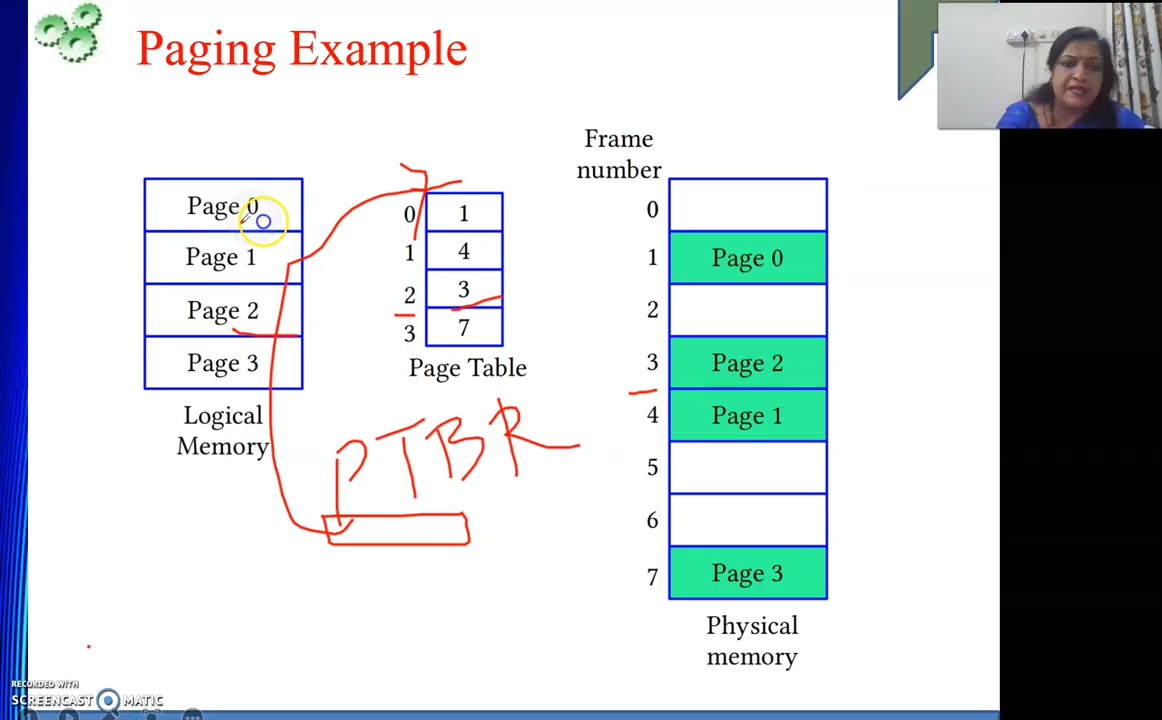 Paging Example
Page 0
Page 1
Page 2
Page 3
Logical
Memory
0 1
1 4
2 3
3 7
Page Table
PTBR
Frame
number
0
1 Page 0
2
3 Page 2
4 Page 1
5
6
7 Page 3
Physical
memory
RECORDED WITH
SCREENCAST MATIC